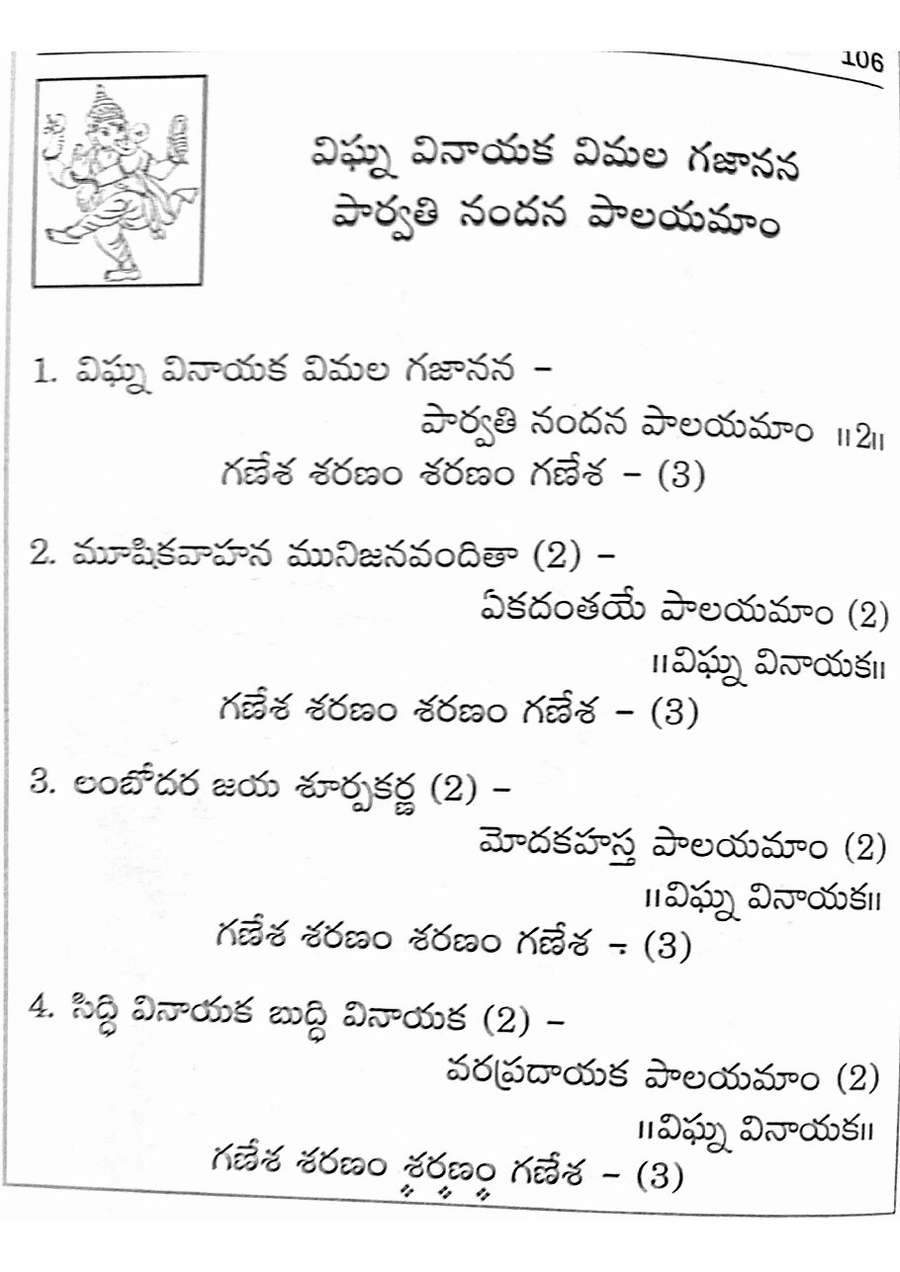 106
విఘ్న వినాయక విమల గజానన
పార్వతి నందన పాలయమాం
1. విఘ్న వినాయక విమల గజానన –
పార్వతి నందన పాలయమాం ॥2॥
గణేశ శరణం శరణం గణేశ – (3)
2. మూషికవాహన మునిజనవందితా (2) –
ఏకదంతయే పాలయమాం (2)
॥విఘ్న వినాయక॥
గణేశ శరణం శరణం గణేశ – (3)
3. లంబోదర జయ శూర్పకర్ణ (2) –
మోదకహస్త పాలయమాం (2)
॥విఘ్న వినాయక॥
గణేశ శరణం శరణం గణేశ – (3)
4. సిద్ధి వినాయక బుద్ధి వినాయక (2) –
వరప్రదాయక పాలయమాం (2)
॥విఘ్న వినాయక॥
గణేశ శరణం శరణం గణేశ – (3)